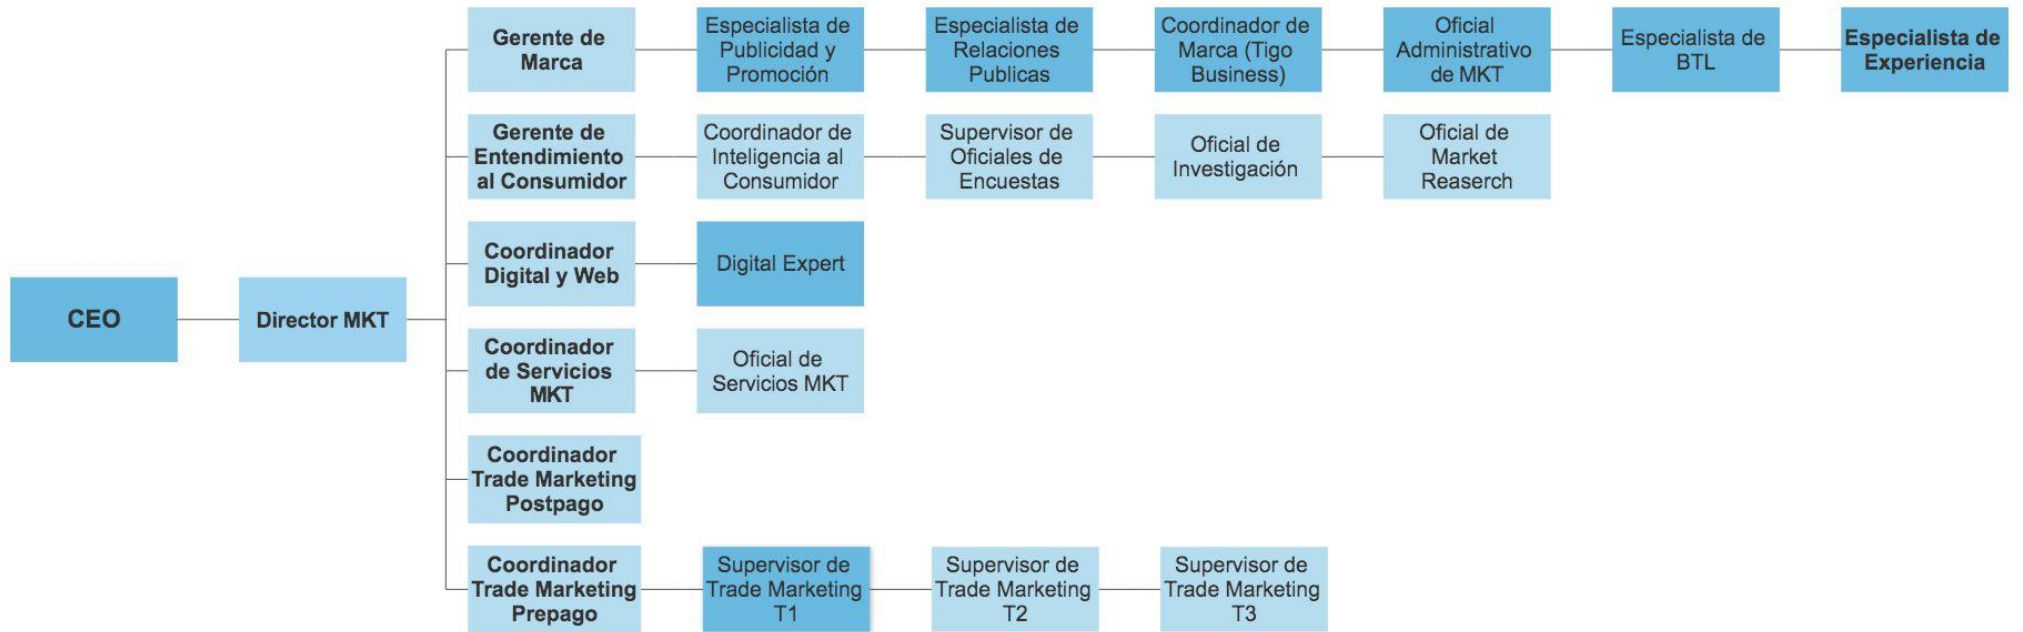 Gerente de
Marca
Especialista de
Publicidad y
Promoción
Especialista de
Relaciones
Publicas
Coordinador de
Marca (Tigo
Business)
Oficial
Administrativo
de MKT
Especialista de
BTL
Especialista de
Experiencia
Gerente de
Entendimiento
al Consumidor
Coordinador de
Inteligencia al
Consumidor
Supervisor de
Oficiales de
Encuestas
Oficial de
Investigación
Oficial de
Market
Reaserch
Coordinador
Digital y Web
Digital Expert
CEO
Director MKT
Coordinador
de Servicios
MKT
Oficial de
Servicios MKT
Coordinador
Trade Marketing
Postpago
Coordinador
Trade Marketing
Prepago
Supervisor de
Trade Marketing
T1
Supervisor de
Trade Marketing
T2
Supervisor de
Trade Marketing
T3